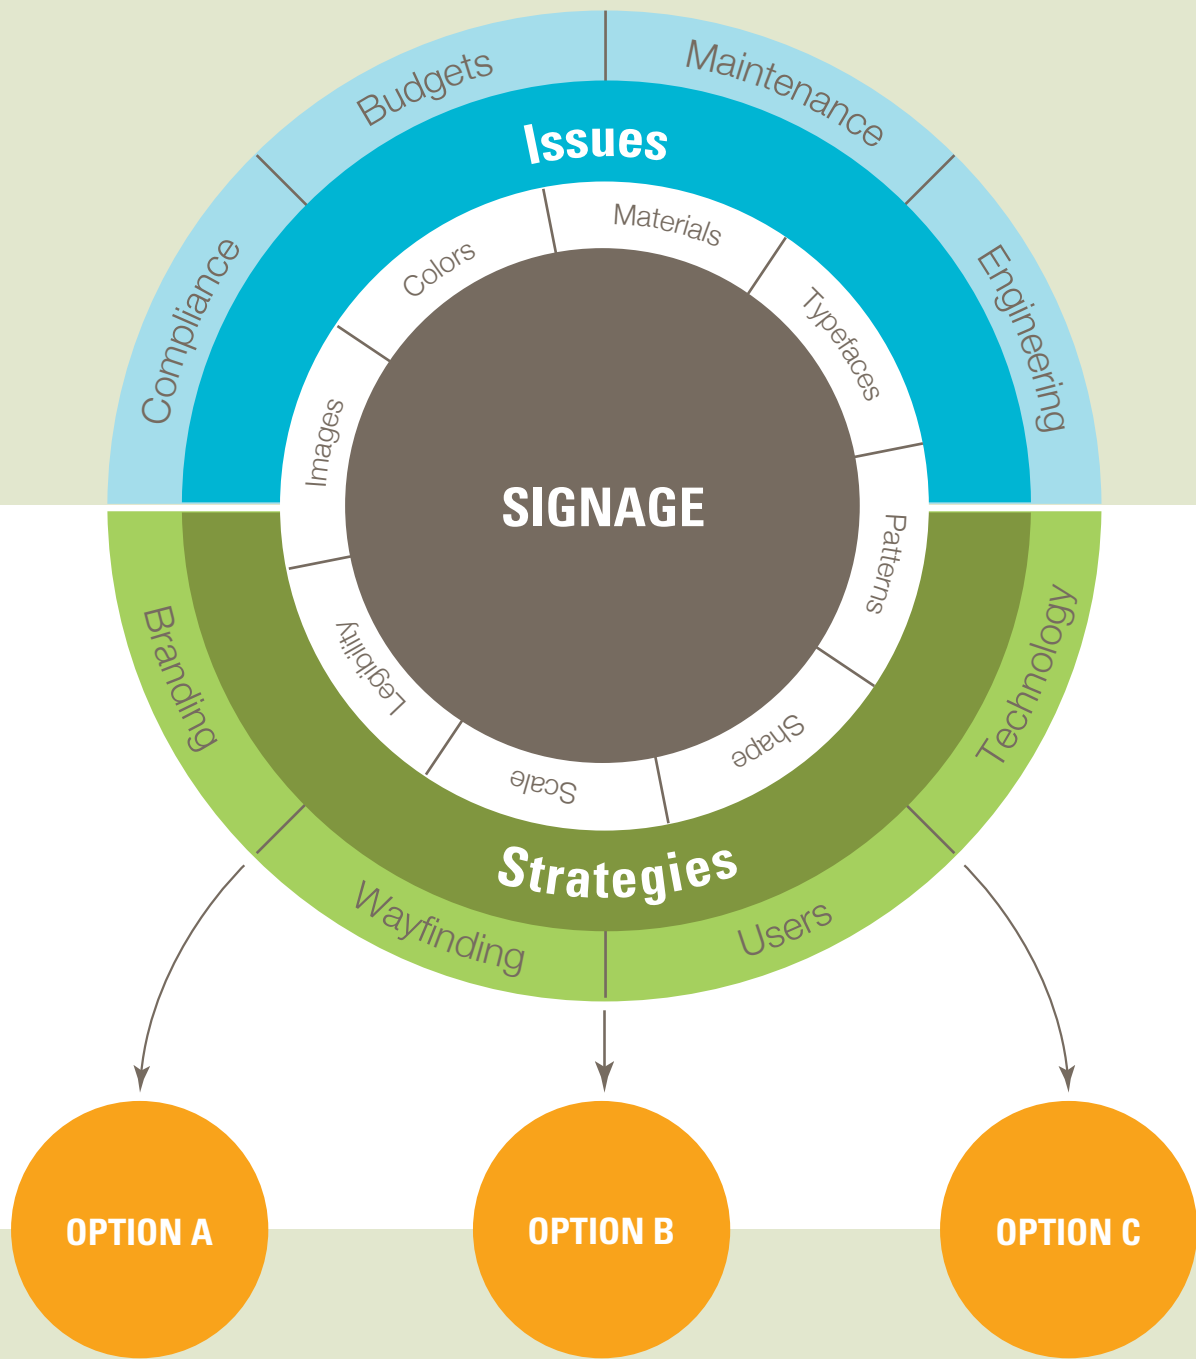 Budgets
Maintenance
Issues
Compliance
Engineering
Materials
Colors
Typefaces
Images
SIGNAGE
Patterns
Legibility
Shape
Scale
Branding
Technology
Strategies
Wayfinding
Users
OPTION A
OPTION B
OPTION C